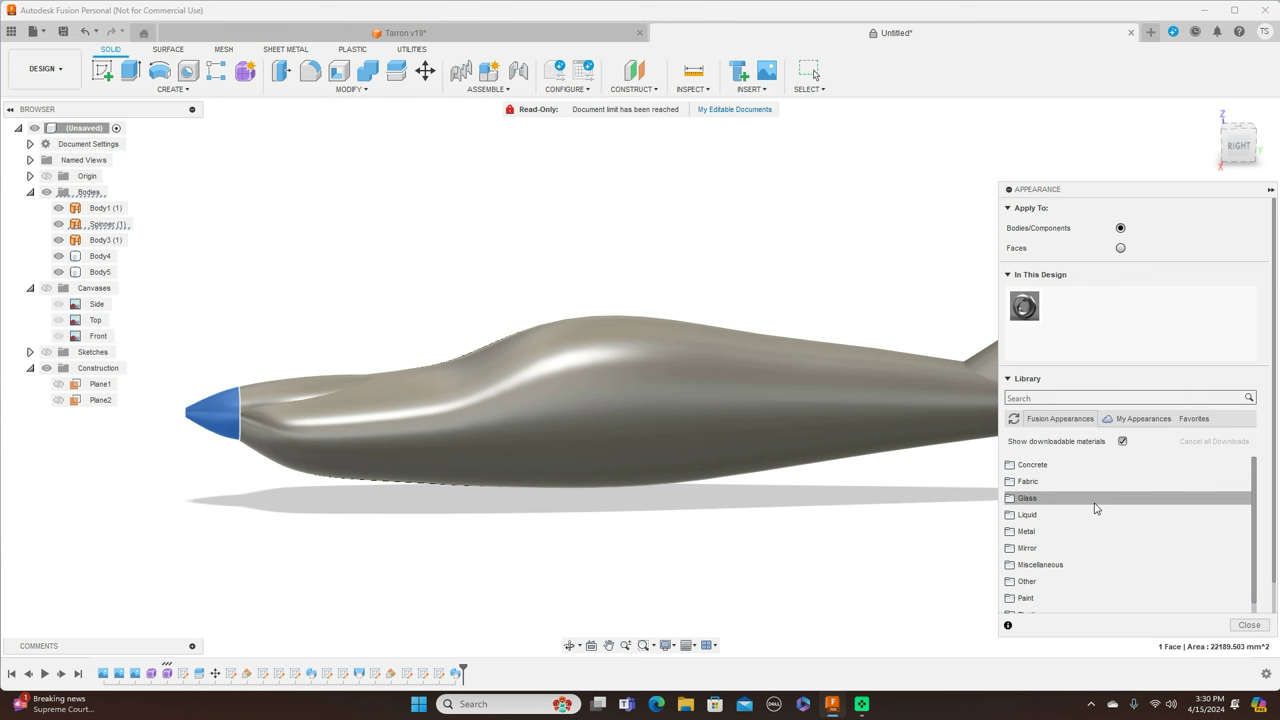 Autodesk Fusion Personal (Not for Commercial Use)
Tarron v19*
Untitled*
TS
DESIGN
SOLID
SURFACE
MESH
SHEET METAL
PLASTIC
UTILITIES
CREATE
MODIFY
ASSEMBLE
CONFIGURE
CONSTRUCT
INSPECT
INSERT
SELECT
BROWSER
Read-Only:
Document limit has been reached
My Editable Documents
(Unsaved)
Document Settings
Named Views
Origin
Bodies
Body1 (1)
Spinner (1)
Body3 (1)
Body4
Body5
Canvases
Side
Top
Front
Sketches
Construction
Plane1
Plane2
Z
RIGHT
Y
X
APPEARANCE
Apply To:
Bodies/Components
Faces
In This Design
Library
Search
Fusion Appearances
My Appearances
Favorites
Show downloadable materials
Cancel all Downloads
Concrete
Fabric
Glass
Liquid
Metal
Mirror
Miscellaneous
Other
Paint
Close
COMMENTS
1 Face | Area : 22189.503 mm^2
1
Breaking news
Supreme Court...
Search
DELL
3:30 PM
4/15/2024